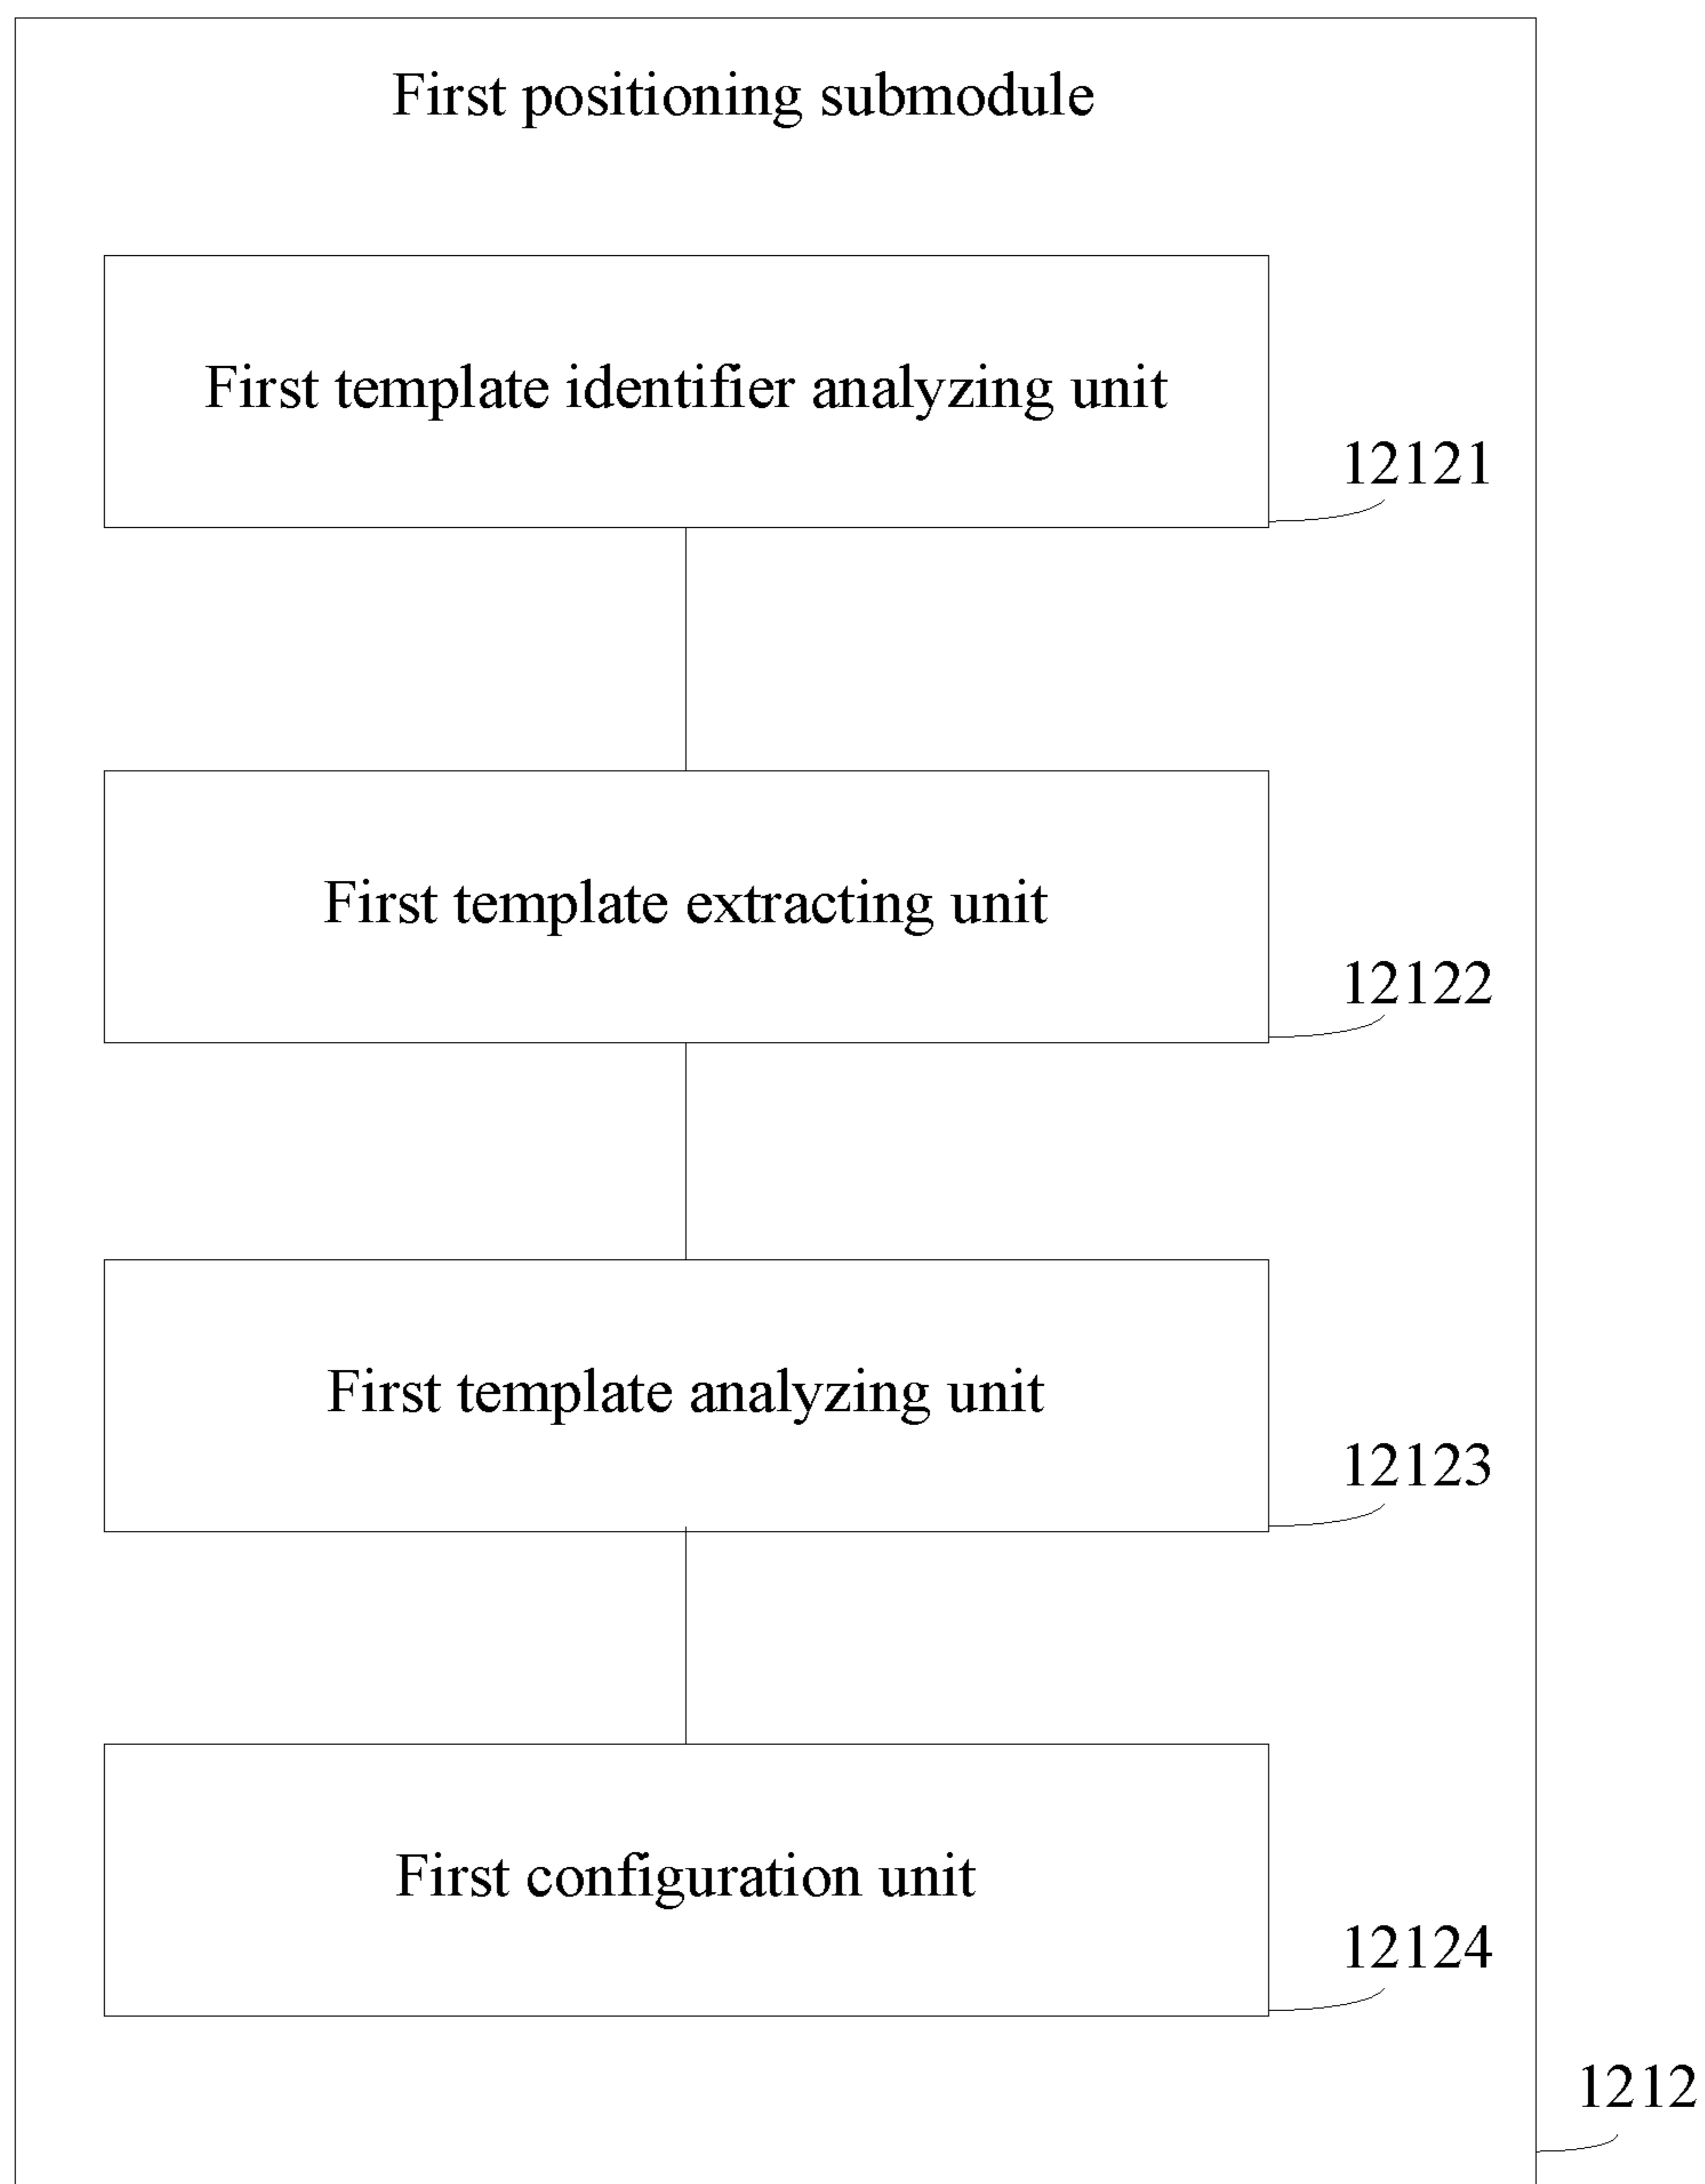 First positioning submodule
First template identifier analyzing unit
12121
First template extracting unit
12122
First template analyzing unit
12123
First configuration unit
12124
1212